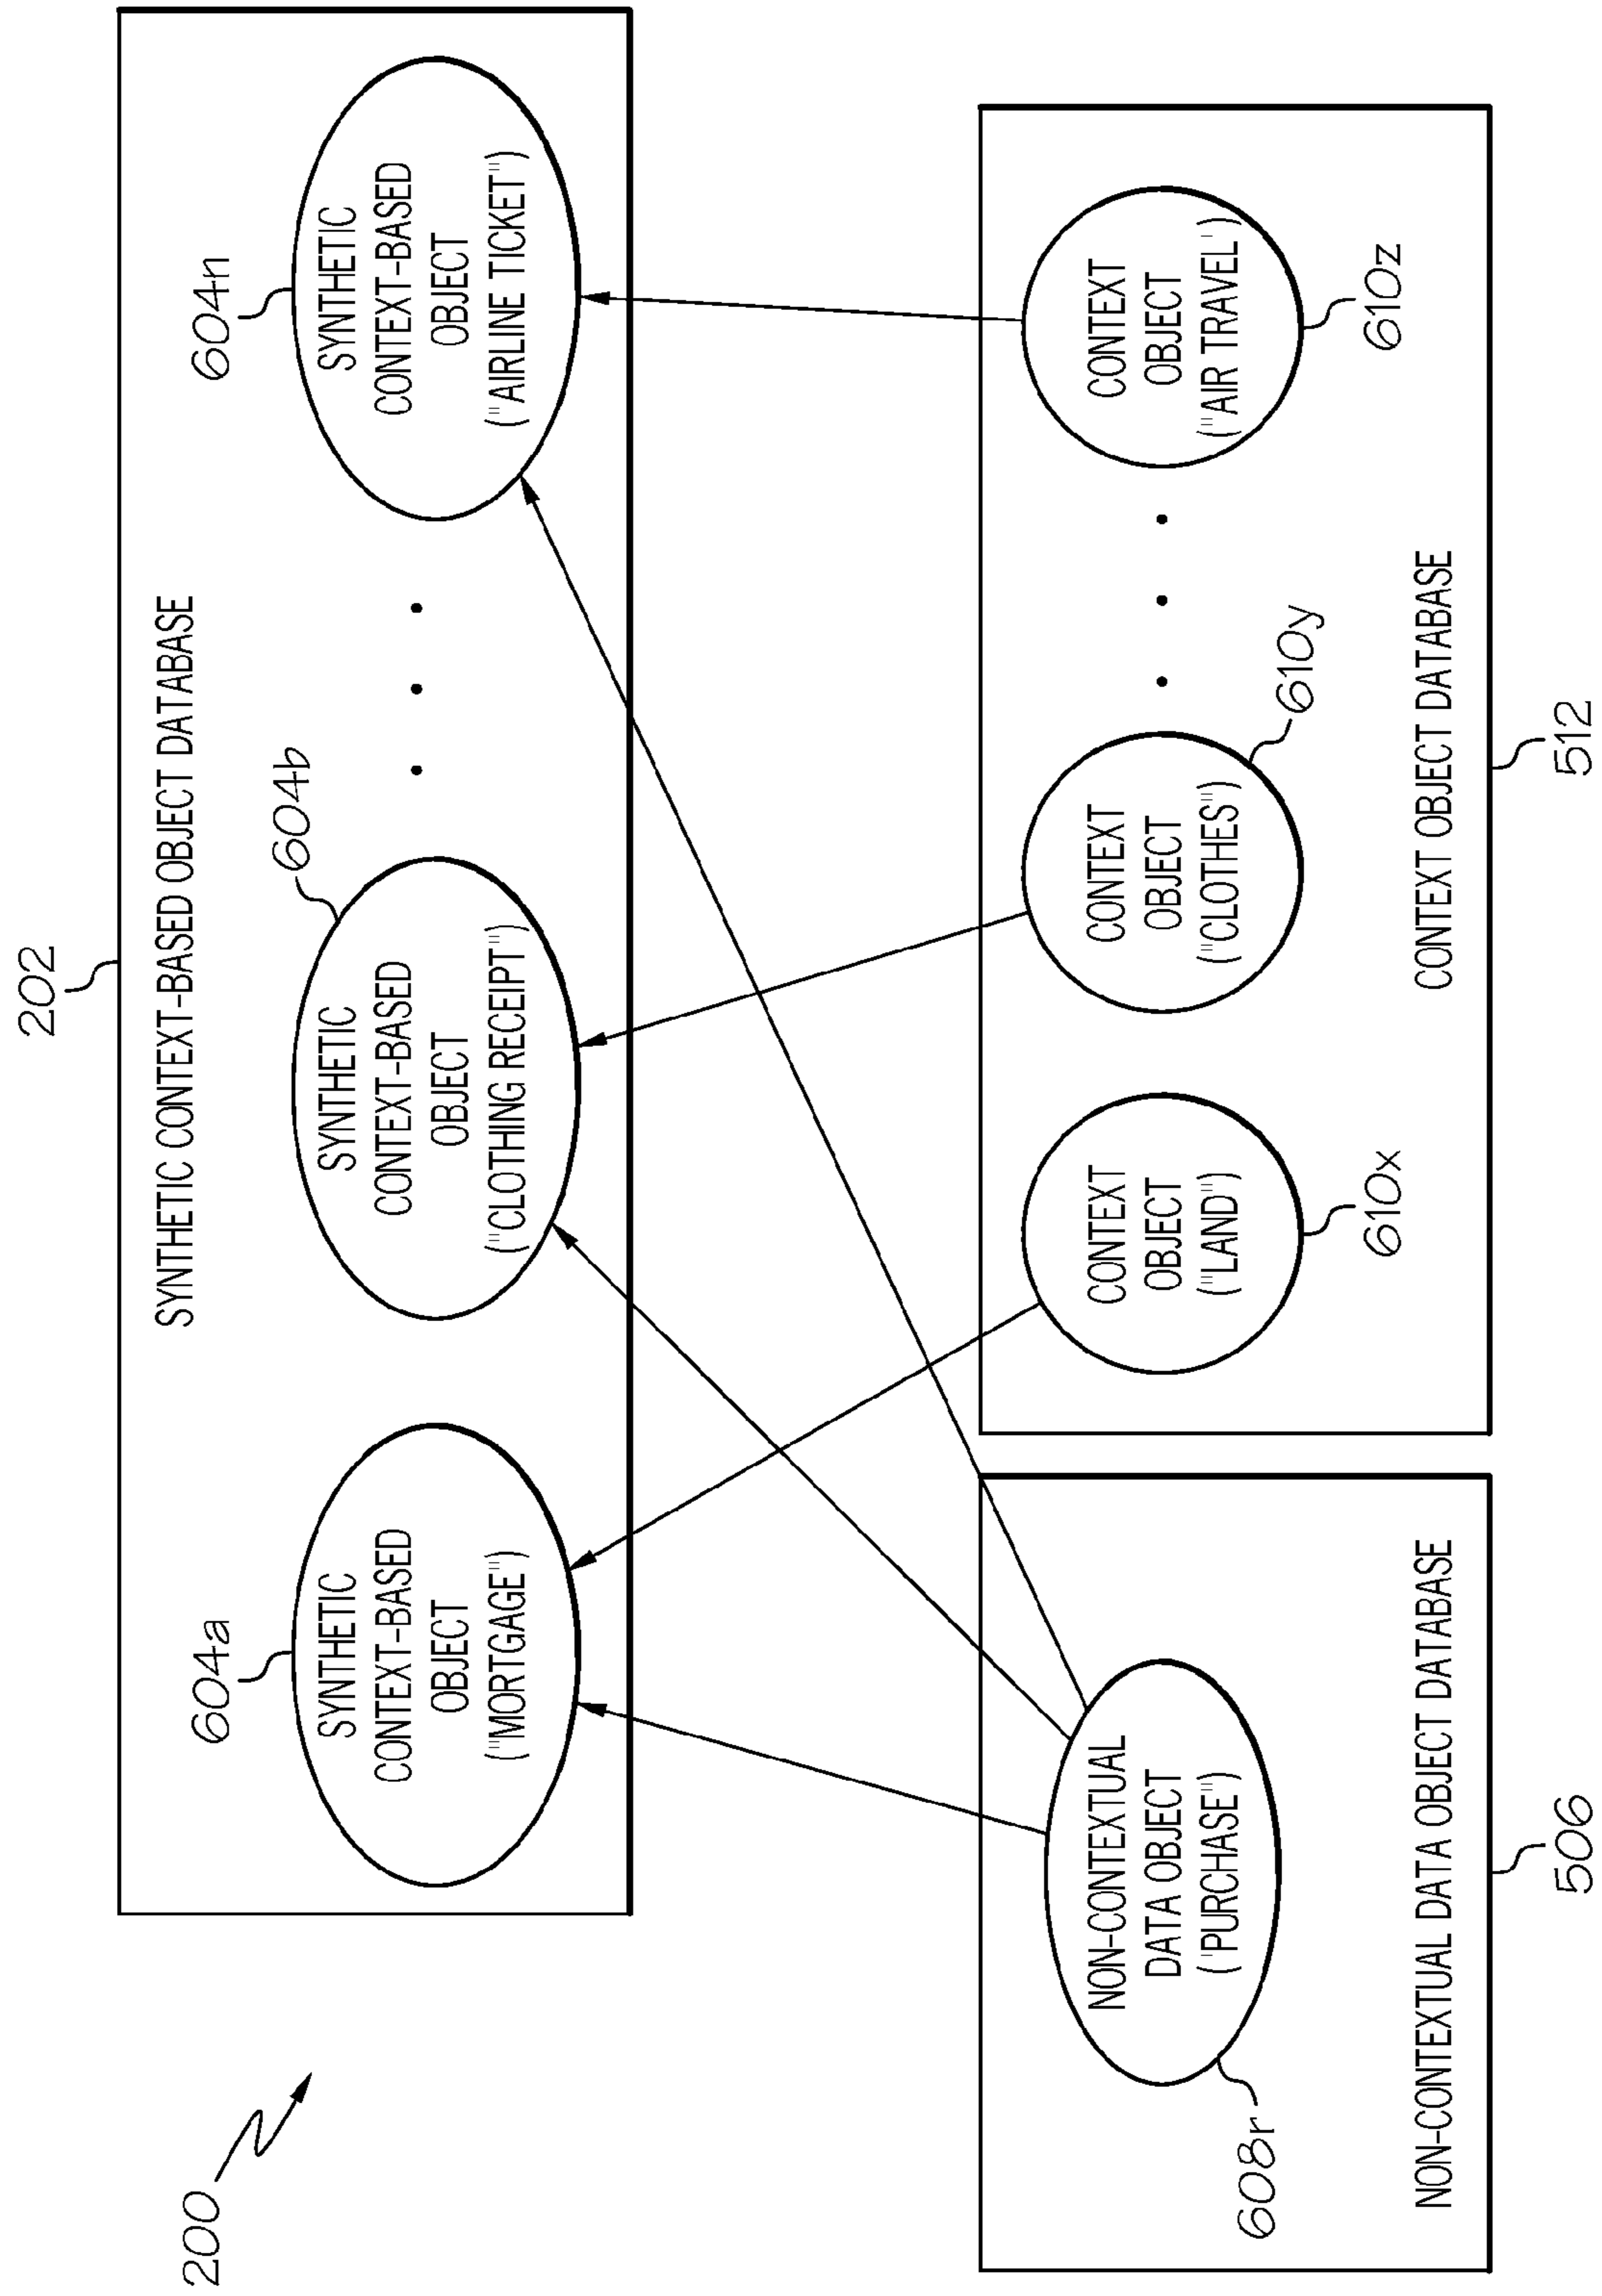 200
202
SYNTHETIC CONTEXT-BASED OBJECT DATABASE
604a
SYNTHETIC
CONTEXT-BASED
OBJECT
("MORTGAGE")
604b
SYNTHETIC
CONTEXT-BASED
OBJECT
("CLOTHING RECEIPT")
604n
SYNTHETIC
CONTEXT-BASED
OBJECT
("AIRLINE TICKET")
NON-CONTEXTUAL
DATA OBJECT
("PURCHASE")
608r
NON-CONTEXTUAL DATA OBJECT DATABASE
506
CONTEXT
OBJECT
("LAND")
610x
CONTEXT
OBJECT
("CLOTHES")
610y
CONTEXT
OBJECT
("AIR TRAVEL')
610z
CONTEXT OBJECT DATABASE
512